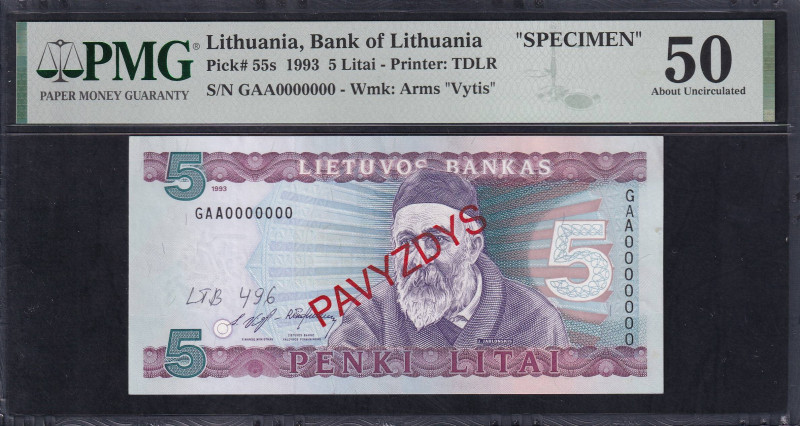 PMG®
PAPER MONEY GUARANTY
Lithuania, Bank of Lithuania "SPECIMEN"
Pick# 55s 1993 5 Litai - Printer: TDLR
S/N GAA0000000 - Wmk: Arms "Vytis"
50
About Uncirculated
5
LIETUVOS BANKAS
1993
GAA0000000
GAA0000000
PAVYZDYS
5
LTB 496
J. JABLONSKIS
5
PENKI LITAI